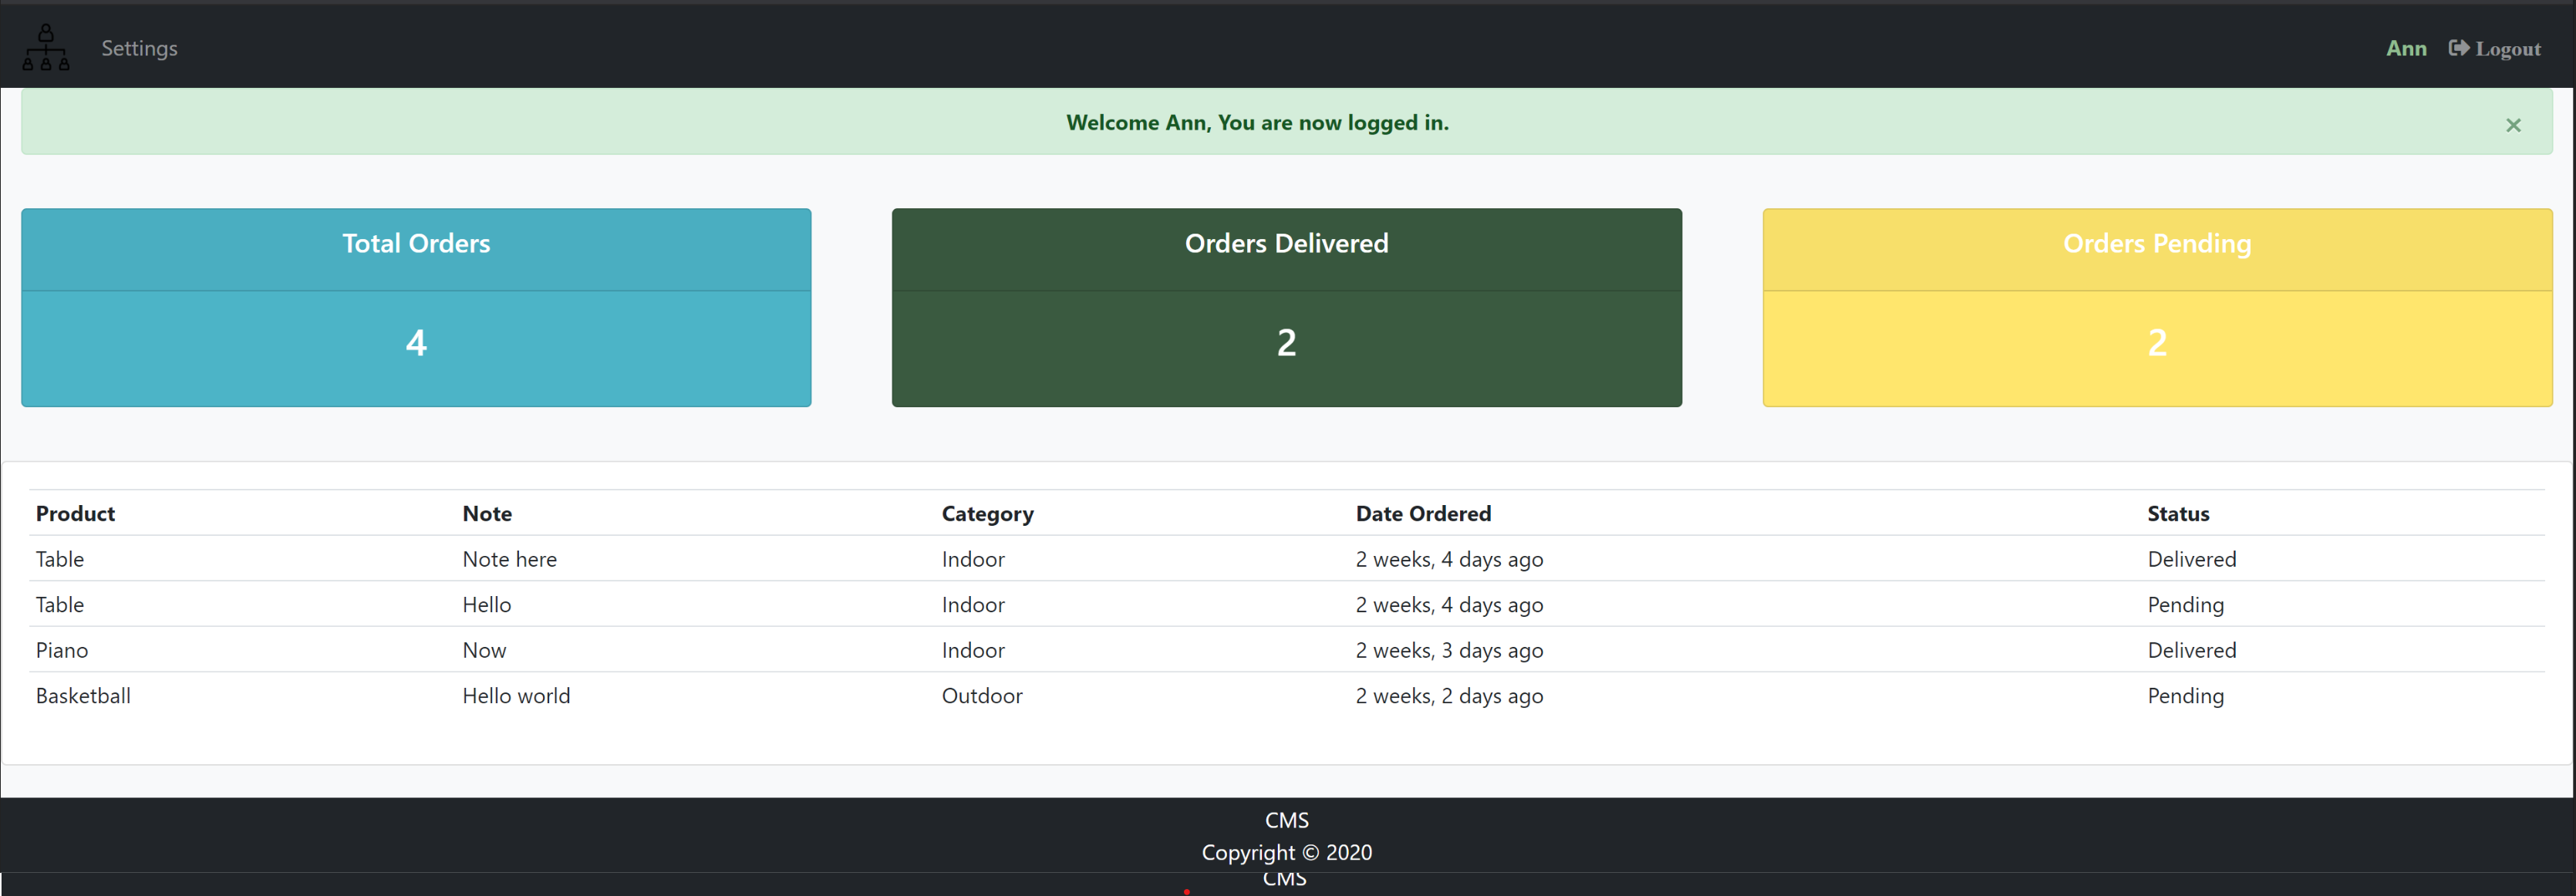 Settings Ann Logout
Welcome Ann, You are now logged in. ×
Total Orders Orders Delivered Orders Pending
4 2 2
Product Note Category Date Ordered Status
Table Note here Indoor 2 weeks, 4 days ago Delivered
Table Hello Indoor 2 weeks, 4 days ago Pending
Piano Now Indoor 2 weeks, 3 days ago Delivered
Basketball Hello world Outdoor 2 weeks, 2 days ago Pending
CMS
Copyright © 2020
CMS